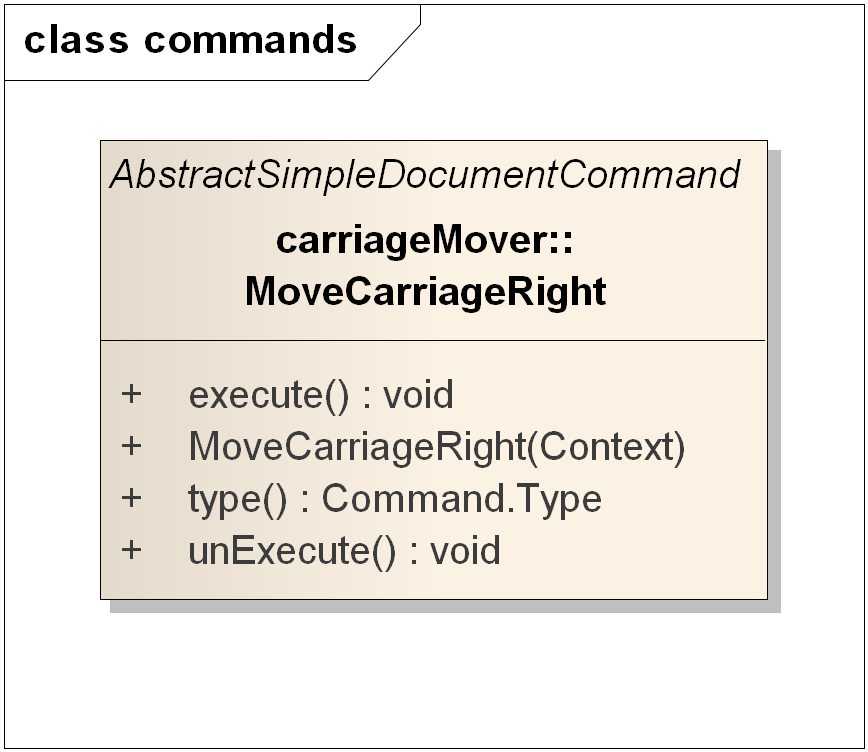 class commands
AbstractSimpleDocumentCommand
carriageMover::
MoveCarriageRight
+ execute() : void
+ MoveCarriageRight(Context)
+ type() : Command.Type
+ unExecute() : void